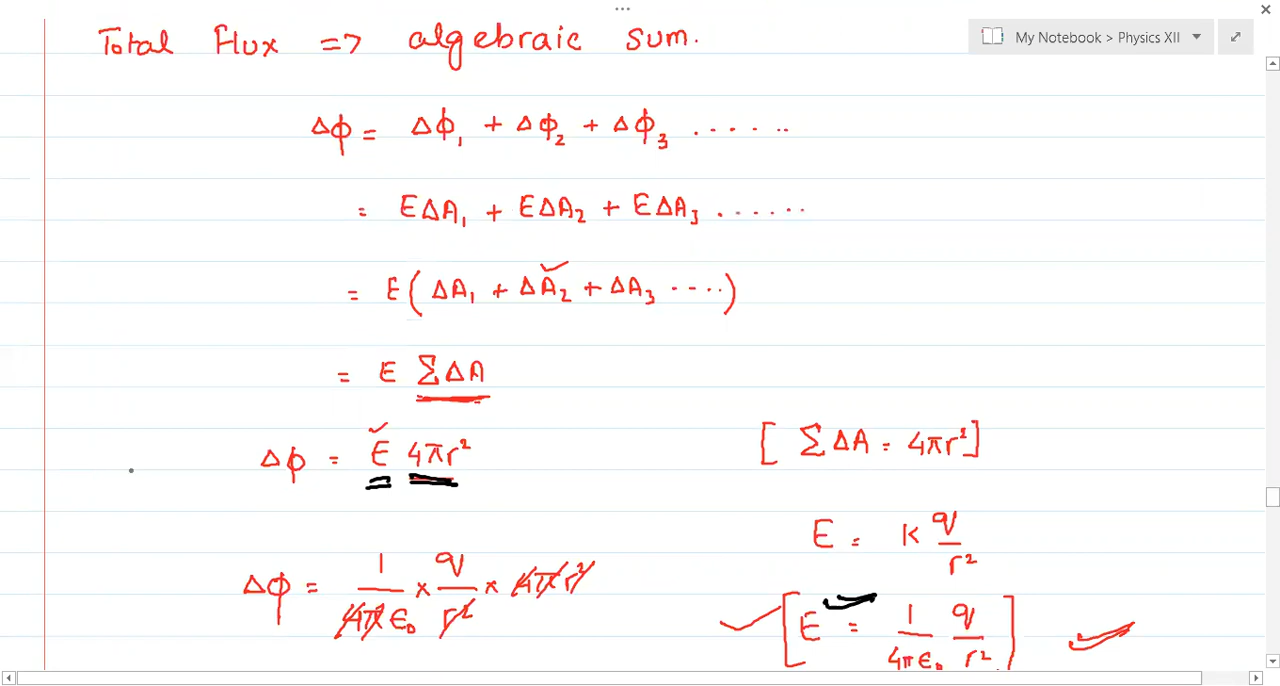 Total Flux => algebraic sum.
My Notebook > Physics XII
Δφ = Δφ₁ + Δφ₂ + Δφ₃ ......
= EΔA₁ + EΔA₂ + EΔA₃ ......
= E(ΔA₁ + ΔA₂ + ΔA₃ ....)
= E ΣΔA
Δφ = E 4πr²
[ΣΔA = 4πr²]
E = K q/r²
Δφ = 1/4πε₀ × q/r² × 4πr²
[E = 1/4πε₀ q/r²]